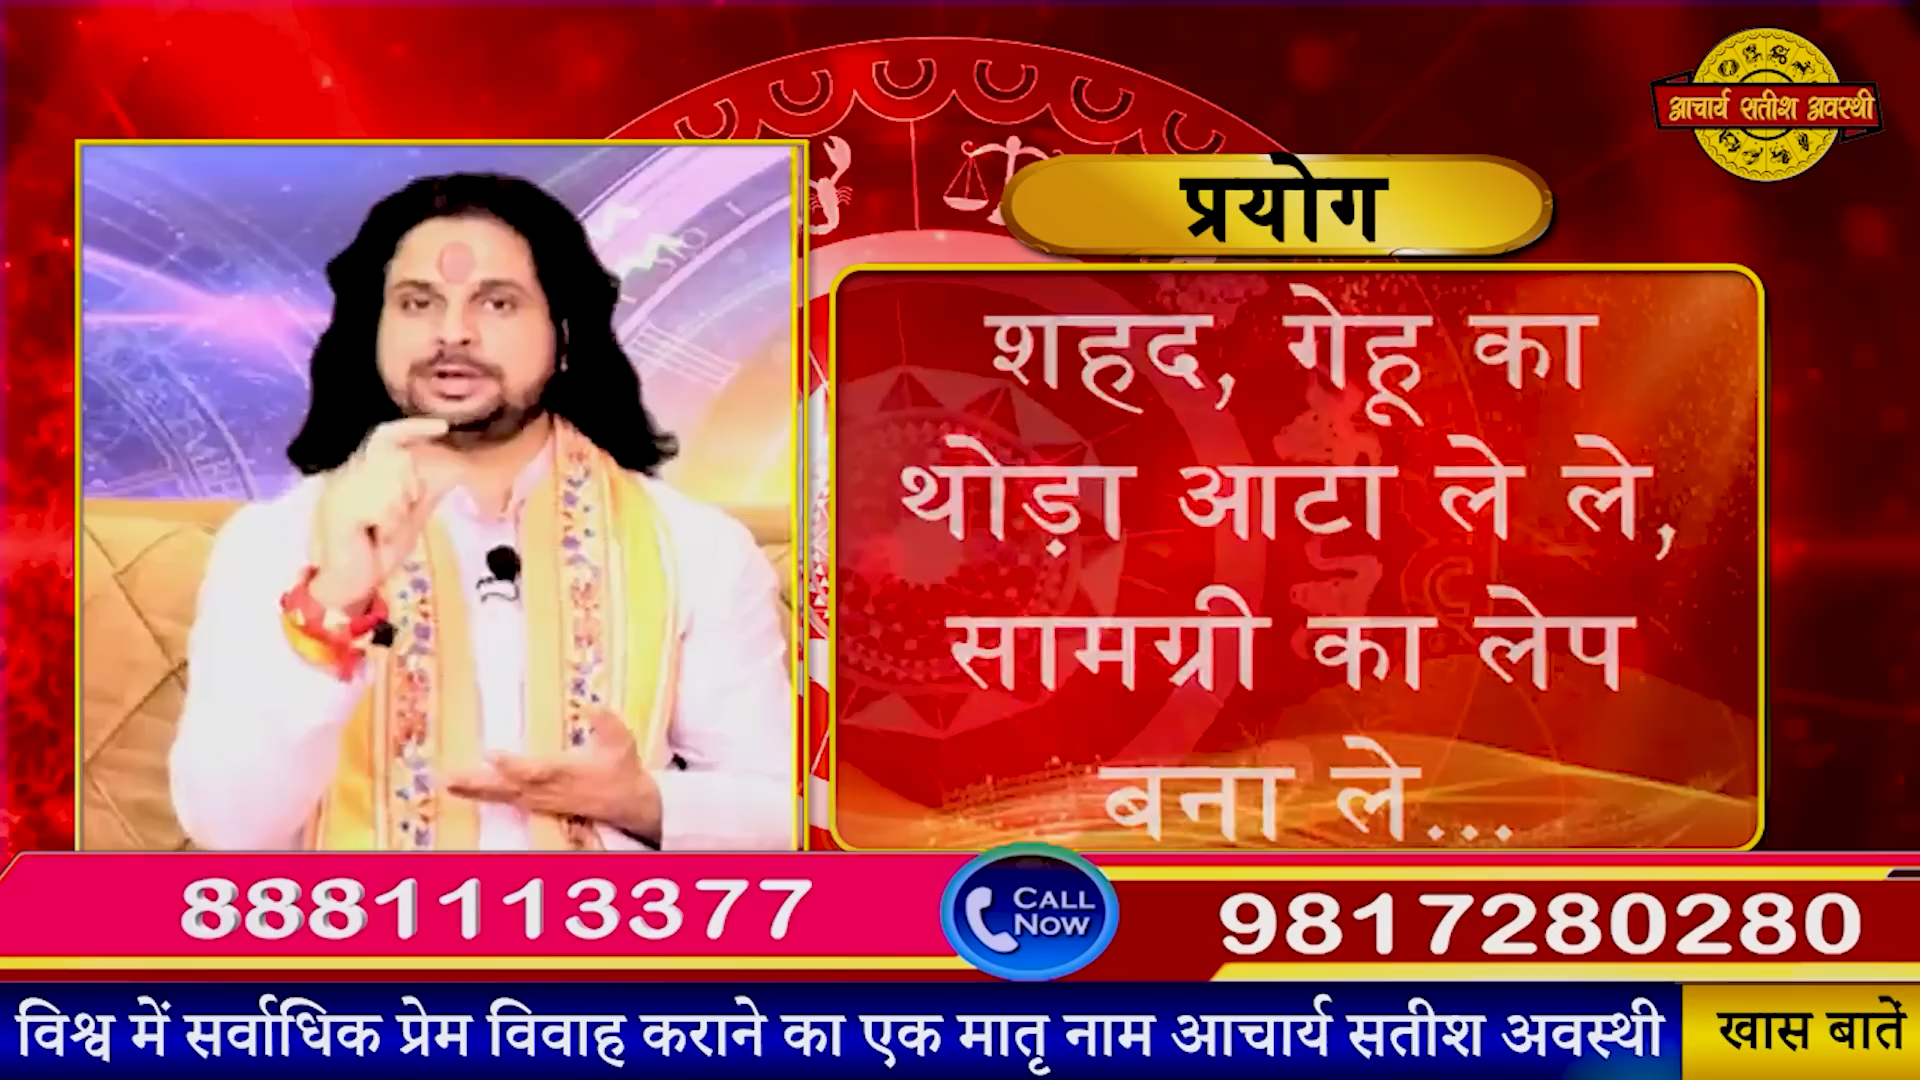 आचार्य सतीश अवस्थी
प्रयोग
शहद, गेहू का
थोड़ा आटा ले ले,
सामग्री का लेप
बना ले...
8881113377
CALL
NOW
9817280280
विश्व में सर्वाधिक प्रेम विवाह कराने का एक मातृ नाम आचार्य सतीश अवस्थी
खास बातें